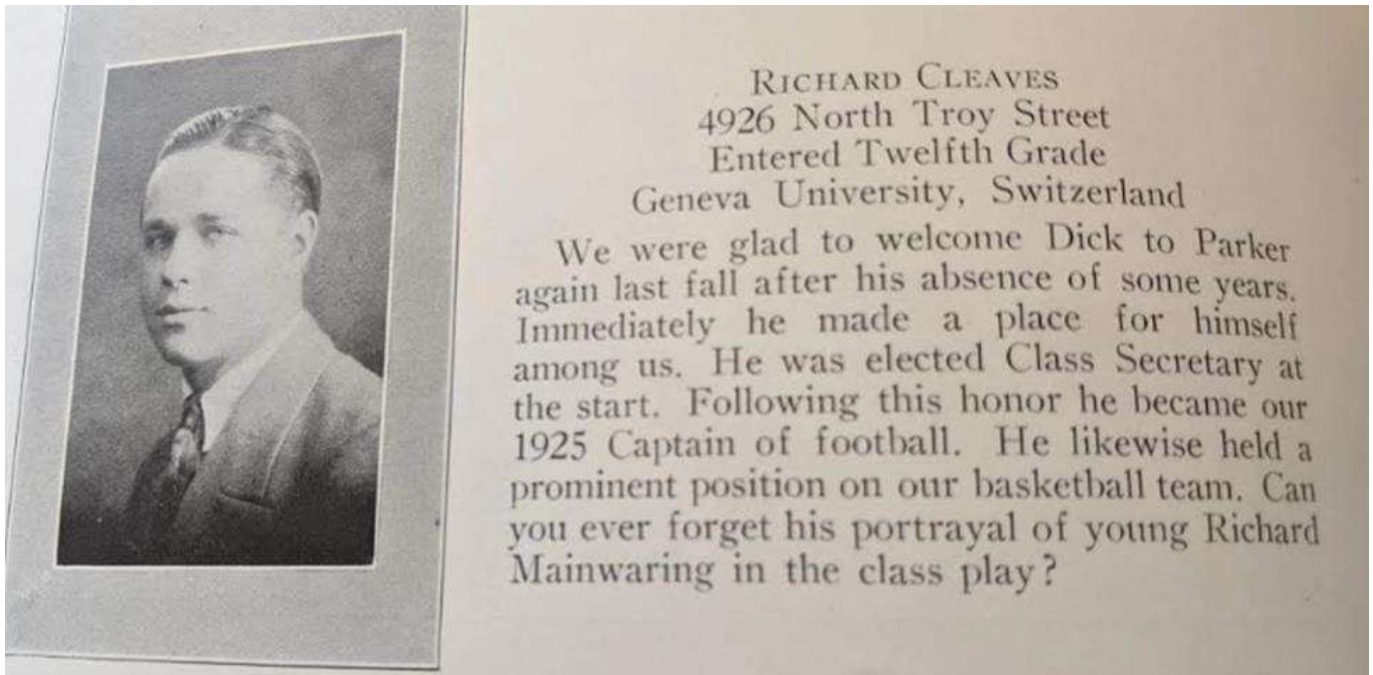 RICHARD CLEAVES
4926 North Troy Street
Entered Twelfth Grade
Geneva University, Switzerland
We were glad to welcome Dick to Parker
again last fall after his absence of some years.
Immediately he made a place for himself
among us. He was elected Class Secretary at
the start. Following this honor he became our
1925 Captain of football. He likewise held a
prominent position on our basketball team. Can
you ever forget his portrayal of young Richard
Mainwaring in the class play?